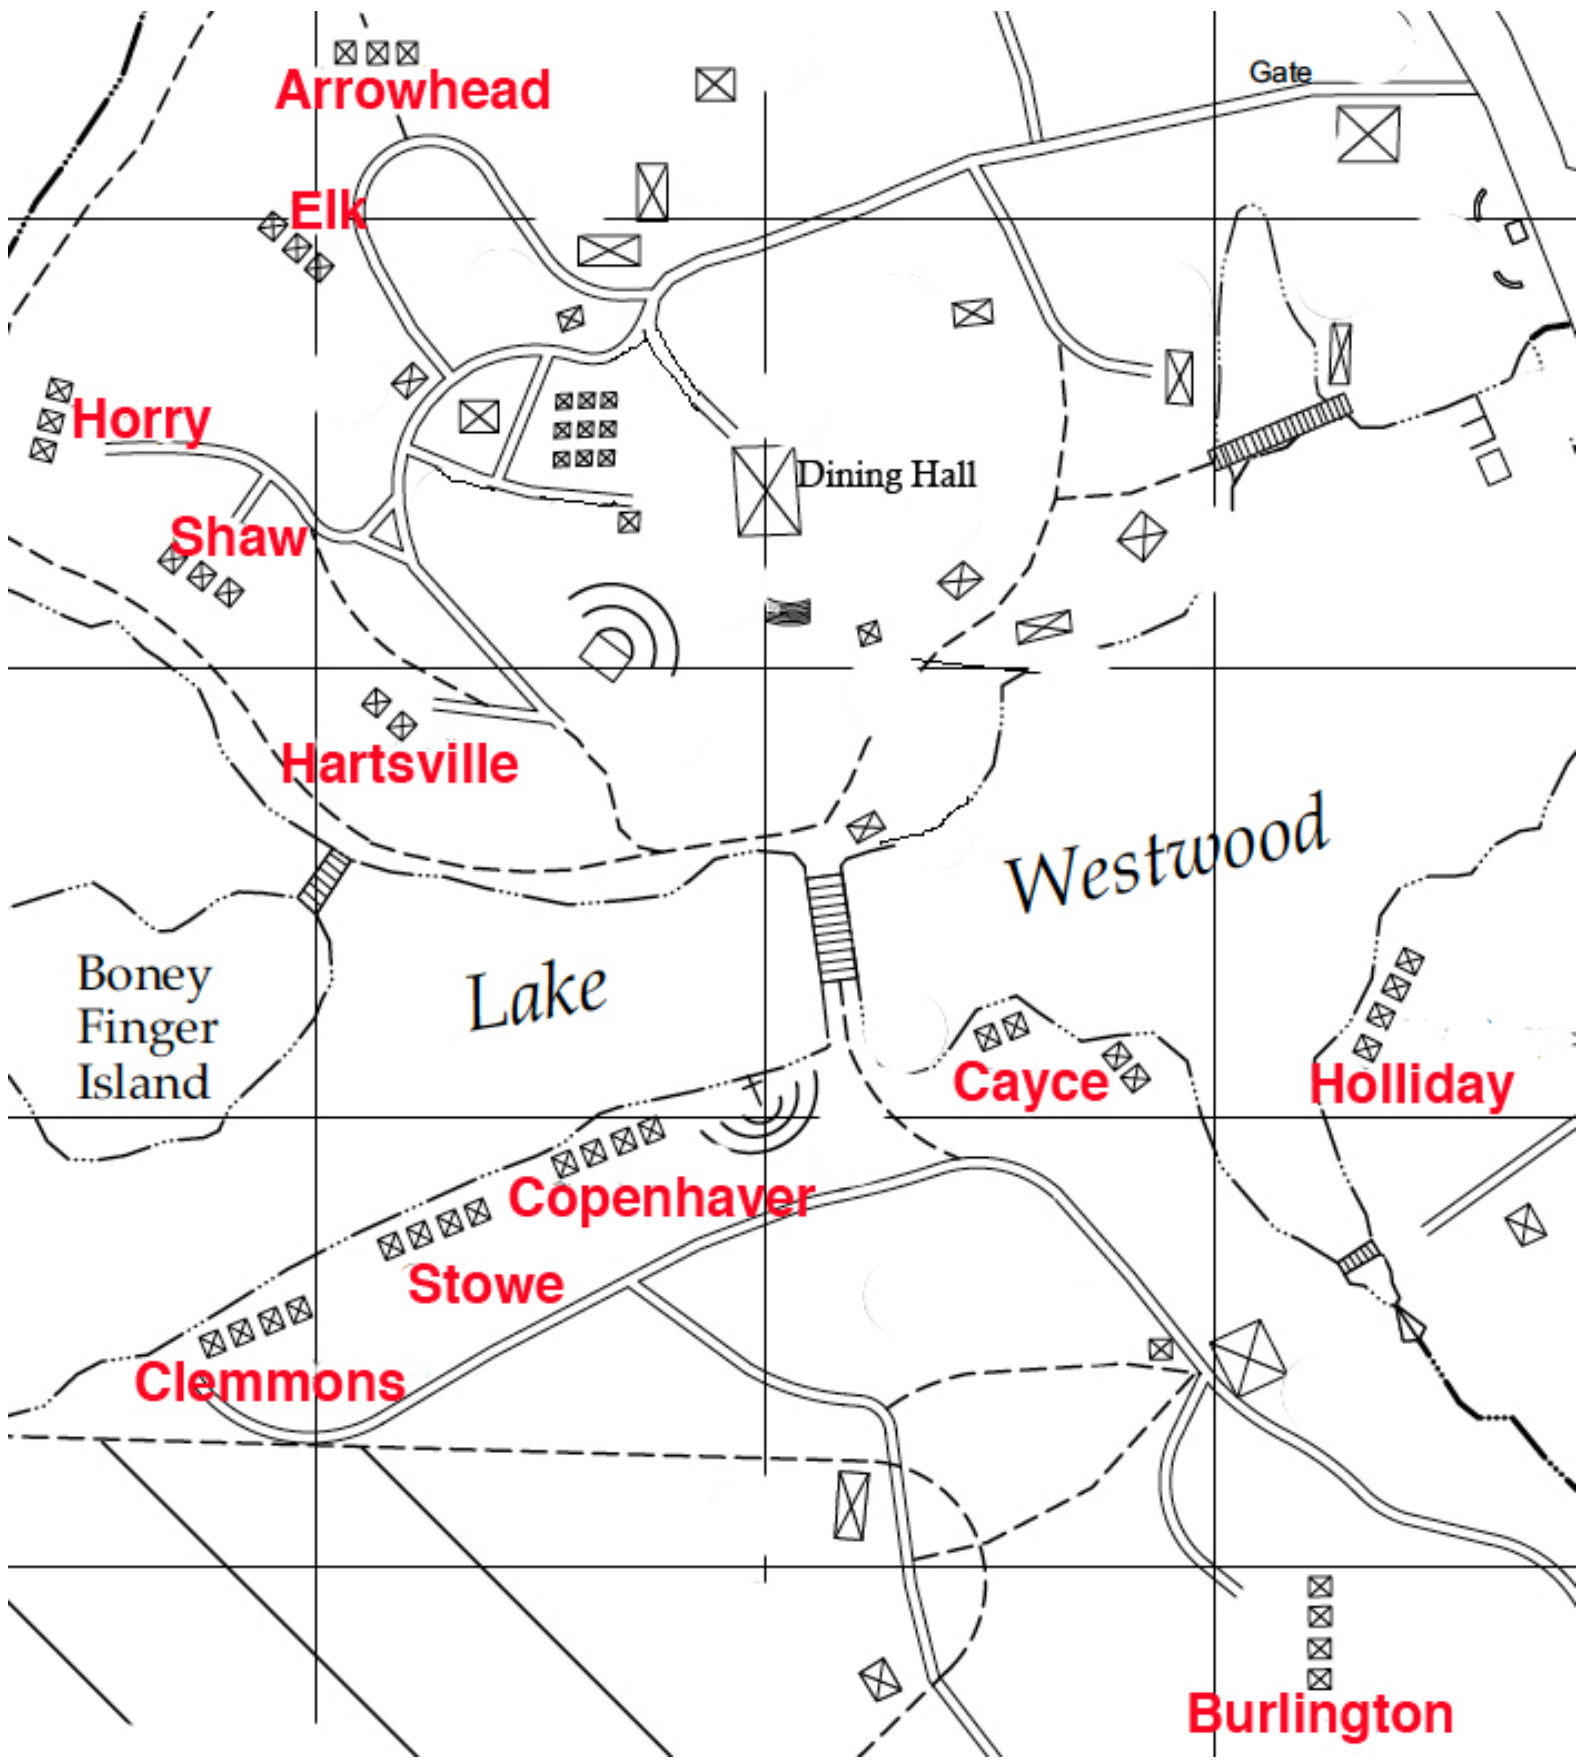 Gate
Arrowhead
Elk
Horry
Dining Hall
Shaw
Hartsville
Westwood
Lake
Boney
Finger
Island
Cayce
Holliday
Copenhaver
Stowe
Clemmons
Burlington